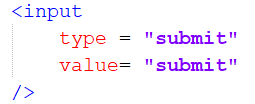 <input
type = "submit"
value= "submit"
/>